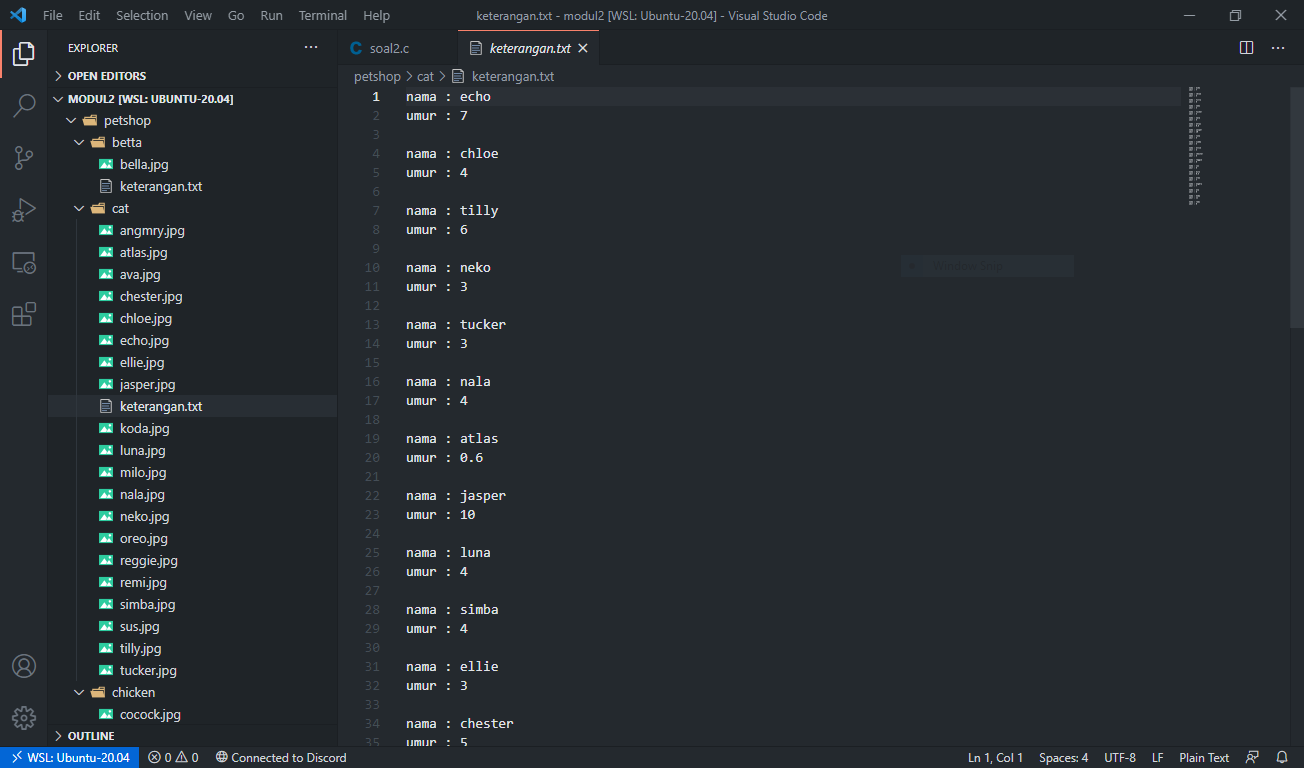 File Edit Selection View Go Run Terminal Help keterangan.txt - modul2 [WSL: Ubuntu-20.04] - Visual Studio Code
EXPLORER
OPEN EDITORS
MODUL2 [WSL: UBUNTU-20.04]
petshop
betta
bella.jpg
keterangan.txt
cat
angmry.jpg
atlas.jpg
ava.jpg
chester.jpg
chloe.jpg
echo.jpg
ellie.jpg
jasper.jpg
keterangan.txt
koda.jpg
luna.jpg
milo.jpg
nala.jpg
neko.jpg
oreo.jpg
reggie.jpg
remi.jpg
simba.jpg
sus.jpg
tilly.jpg
tucker.jpg
chicken
cocock.jpg
OUTLINE
soal2.c keterangan.txt
petshop > cat > keterangan.txt
1 nama : echo
2 umur : 7
3
4 nama : chloe
5 umur : 4
6
7 nama : tilly
8 umur : 6
9
10 nama : neko
11 umur : 3
12
13 nama : tucker
14 umur : 3
15
16 nama : nala
17 umur : 4
18
19 nama : atlas
20 umur : 0.6
21
22 nama : jasper
23 umur : 10
24
25 nama : luna
26 umur : 4
27
28 nama : simba
29 umur : 4
30
31 nama : ellie
32 umur : 3
33
34 nama : chester
35 umur : 5
Window Snip
WSL: Ubuntu-20.04 0 0 Connected to Discord Ln 1, Col 1 Spaces: 4 UTF-8 LF Plain Text